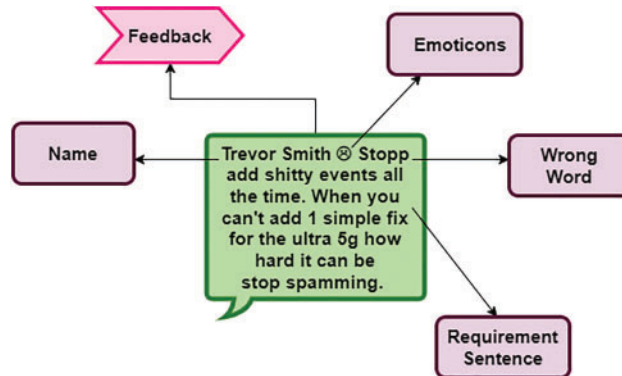 Feedback
Emoticons
Name
Trevor Smith ☹ Stopp
add shitty events all
the time. When you
can't add 1 simple fix
for the ultra 5g how
hard it can be
stop spamming.
Wrong
Word
Requirement
Sentence